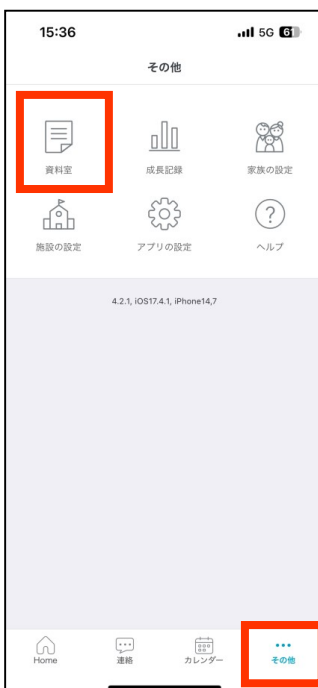 15:36 5G 61
その他
資料室 成長記録 家族の設定
施設の設定 アプリの設定 ヘルプ
4.2.1, iOS17.4.1, iPhone14,7
Home 連絡 カレンダー その他